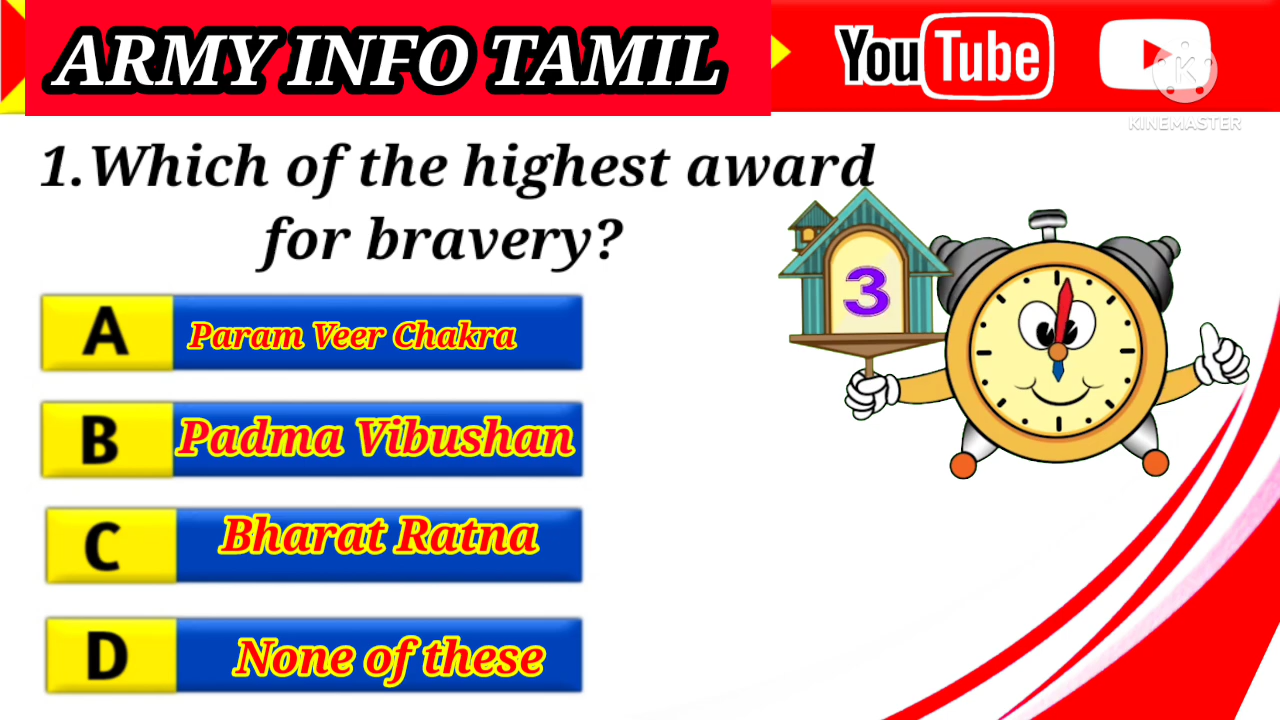 ARMY INFO TAMIL
YouTube
KINEMASTER
1.Which of the highest award
for bravery?
3
A Param Veer Chakra
B Padma Vibushan
C Bharat Ratna
D None of these